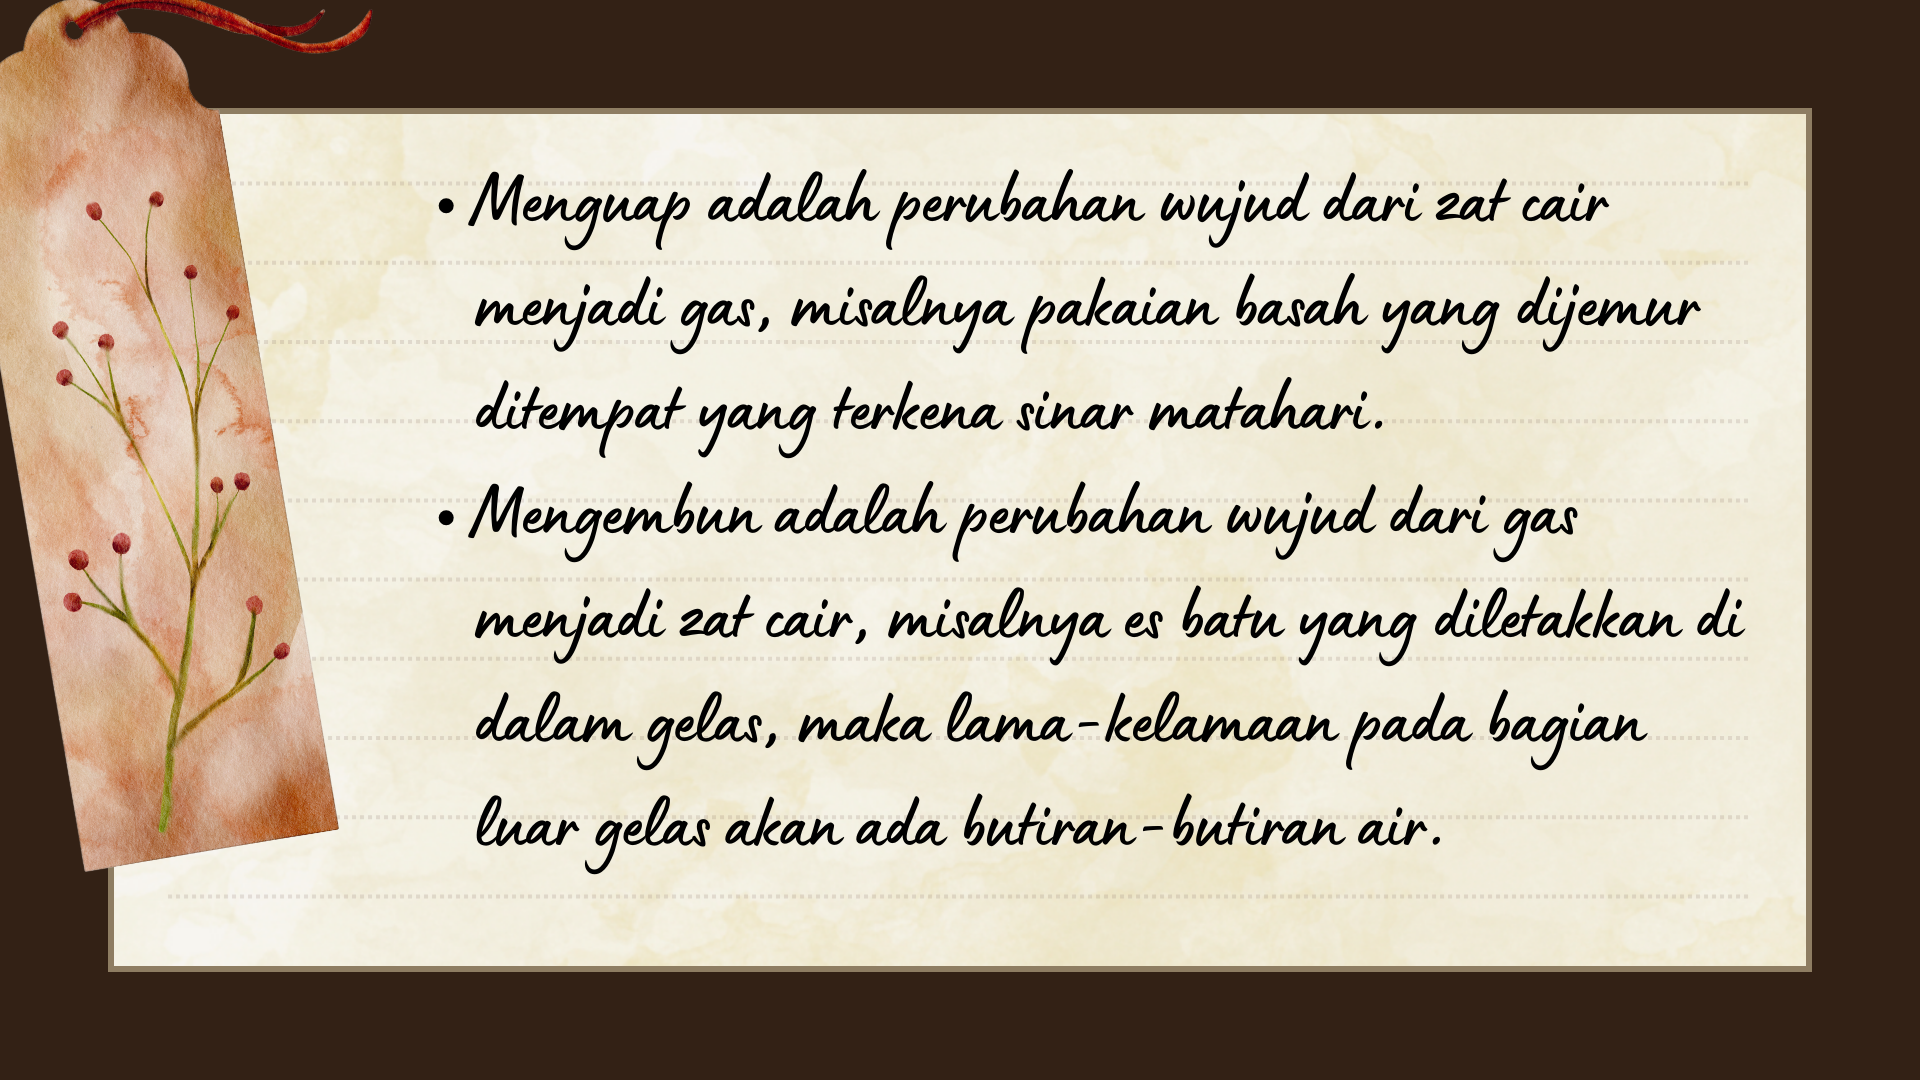 • Menguap adalah perubahan wujud dari zat cair
menjadi gas, misalnya pakaian basah yang dijemur
ditempat yang terkena sinar matahari.
• Mengembun adalah perubahan wujud dari gas
menjadi zat cair, misalnya es batu yang diletakkan di
dalam gelas, maka lama-kelamaan pada bagian
luar gelas akan ada butiran-butiran air.